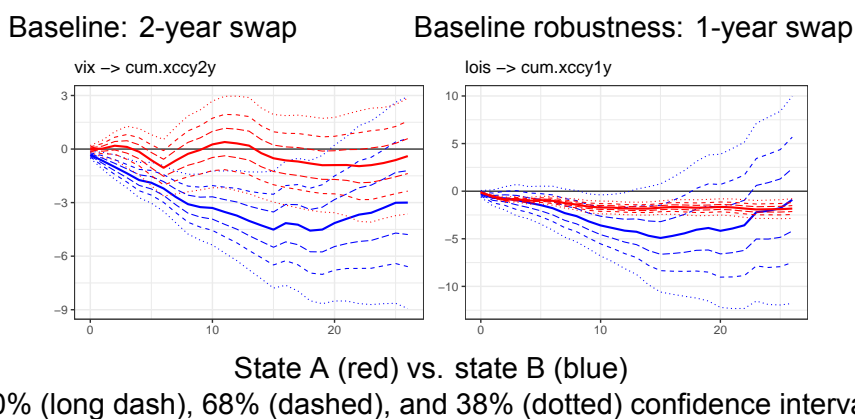 Baseline: 2-year swap
Baseline robustness: 1-year swap
vix −> cum.xccy2y
3
0
−3
−6
−9
0
10
20
lois −> cum.xccy1y
10
5
0
−5
−10
0
10
20
State A (red) vs. state B (blue)
0% (long dash), 68% (dashed), and 38% (dotted) confidence interva